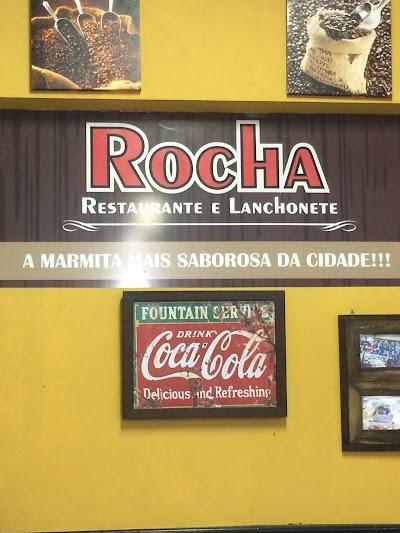 ROCHA
RESTAURANTE E LANCHONETE
A MARMITA MAIS SABOROSA DA CIDADE!!!
FOUNTAIN SERVICE
DRINK
Coca-Cola
Delicious and Refreshing